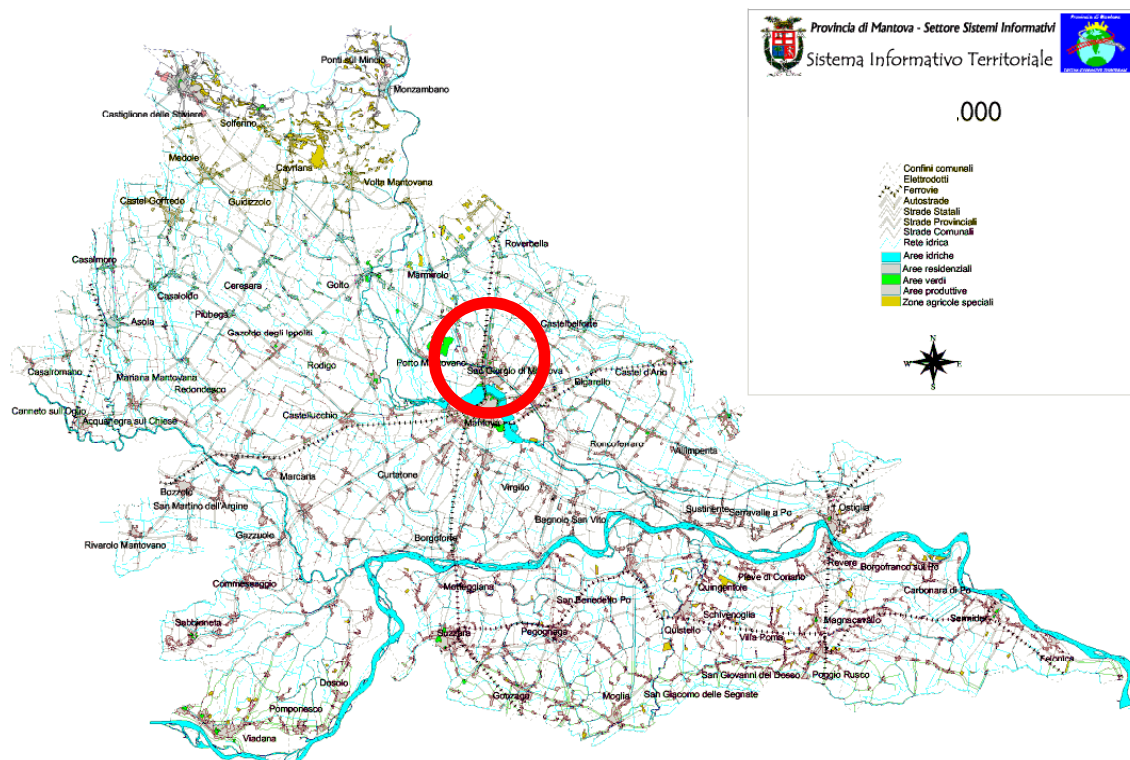 Provincia di Mantova - Settore Sistemi Informativi
Provincia di Mantova
Sistema Informativo Territoriale
.000
Confini comunali
Elettrodotti
Ferrovie
Autostrade
Strade Statali
Strade Provinciali
Strade Comunali
Rete idrica
Aree idriche
Aree residenziali
Aree verdi
Aree produttive
Zone agricole speciali
N
W E
S
Ponti sul Mincio
Monzambano
Castiglione delle Stiviere
Solferino
Medole
Cavriana
Volta Mantovana
Castel Goffredo
Guidizzolo
Roverbella
Casalmoro
Marmirolo
Ceresara
Goito
Casaloldo
Piubega
Asola
Castelbelforte
Gazoldo degli Ippoliti
Porto Mantovano
Rodigo
San Giorgio di Mantova
Casalromano
Mariana Mantovana
Castel d'Ario
Redondesco
Bigarello
Canneto sull'Oglio
Acquanegra sul Chiese
Castellucchio
Mantova
Roncoferraro
Villimpenta
Marcaria
Curtatone
Bozzolo
Virgilio
San Martino dell'Argine
Sustinente
Serravalle a Po
Ostiglia
Bagnolo San Vito
Gazzuolo
Borgoforte
Rivarolo Mantovano
Revere
Borgofranco sul Po
Pieve di Coriano
Commessaggio
Motteggiana
Quingentole
Carbonara di Po
San Benedetto Po
Schivenoglia
Sabbioneta
Magnacavallo
Sermide
Suzzara
Pegognaga
Quistello
Villa Poma
Felonica
San Giovanni del Dosso
Poggio Rusco
Dosolo
Gonzaga
Moglia
San Giacomo delle Segnate
Pomponesco
Viadana